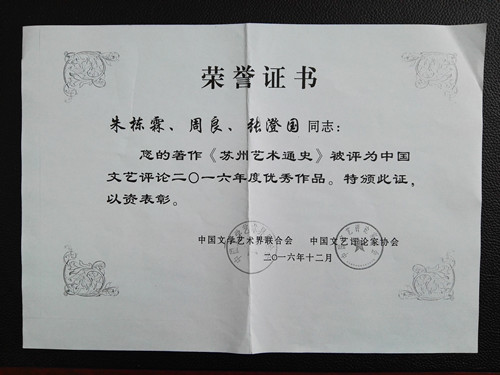 荣誉证书
朱栋霖、周良、张澄国 同志：
您的著作《苏州艺术通史》被评为中国
文艺评论二〇一六年度优秀作品。特颁此证，
以资表彰。
中国文学艺术界联合会 中国文艺评论家协会
二〇一六年十二月